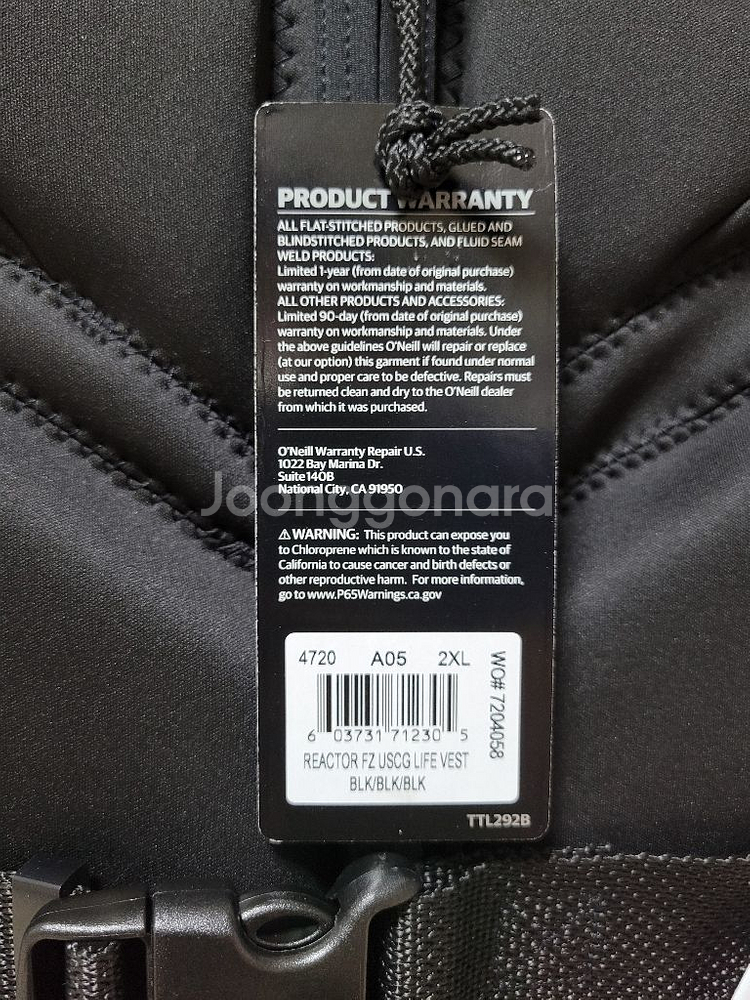 PRODUCT WARRANTY
ALL FLAT-STITCHED PRODUCTS, GLUED AND
BLINDSTITCHED PRODUCTS, AND FLUID SEAM
WELD PRODUCTS:
Limited 1-year (from date of original purchase)
warranty on workmanship and materials.
ALL OTHER PRODUCTS AND ACCESSORIES:
Limited 90-day (from date of original purchase)
warranty on workmanship and materials. Under
the above guidelines O'Neill will repair or replace
(at our option) this garment if found under normal
use and proper care to be defective. Repairs must
be returned clean and dry to the O'Neill dealer
from which it was purchased.
O'Neill Warranty Repair U.S.
1022 Bay Marina Dr.
Suite 140B
National City, CA 91950
Joonggonara
⚠WARNING: This product can expose you
to Chloroprene which is known to the state of
California to cause cancer and birth defects or
other reproductive harm. For more information,
go to www.P65Warnings.ca.gov
4720 A05 2XL
WO# 7204058
6 03731 71230 5
REACTOR FZ USCG LIFE VEST
BLK/BLK/BLK
TTL292B